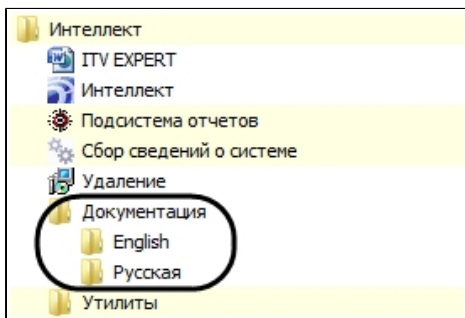 Интеллект
ITV EXPERT
Интеллект
Подсистема отчетов
Сбор сведений о системе
Удаление
Документация
English
Русская
Утилиты